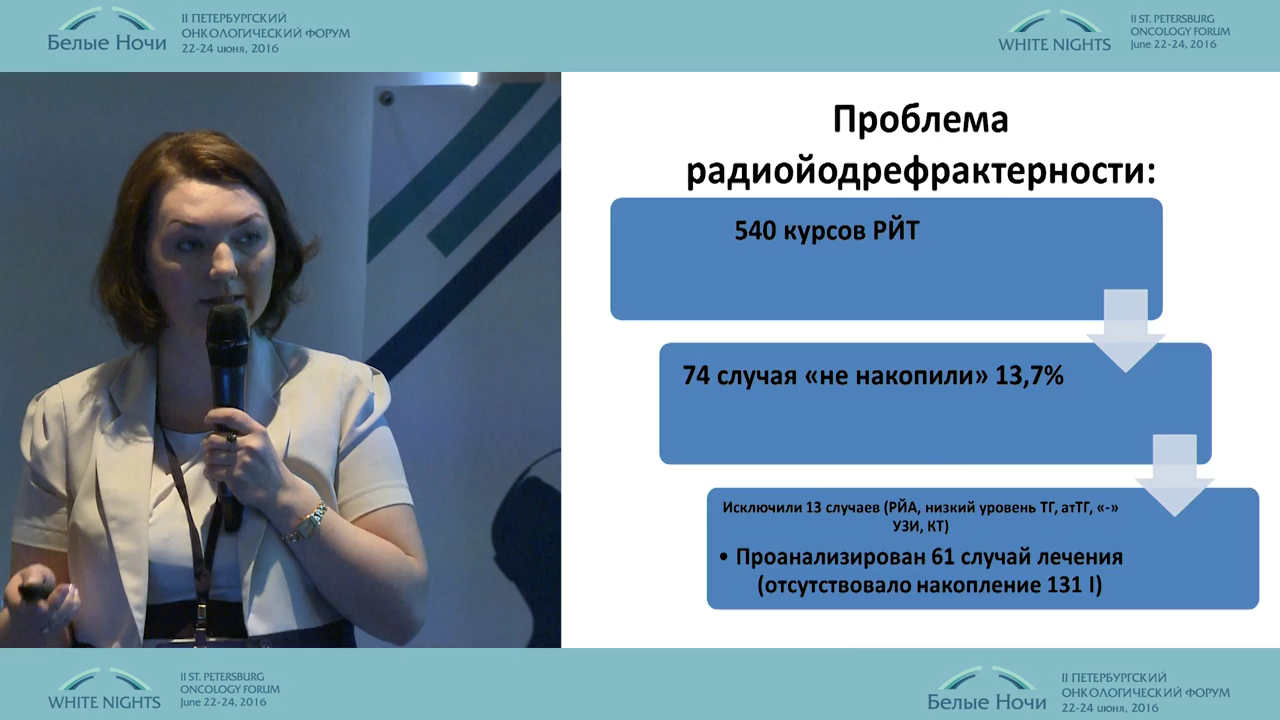 II ПЕТЕРБУРГСКИЙ
ОНКОЛОГИЧЕСКИЙ ФОРУМ
22-24 июня, 2016
Белые Ночи
II ST. PETERSBURG
ONCOLOGY FORUM
June 22-24, 2016
WHITE NIGHTS
Проблема
радиойодрефрактерности:
540 курсов РЙТ
74 случая «не накопили» 13,7%
Исключили 13 случаев (РЙА, низкий уровень ТГ, атТГ, «-»
УЗИ, КТ)
• Проанализирован 61 случай лечения
(отсутствовало накопление 131 I)
WHITE NIGHTS
II ST. PETERSBURG
ONCOLOGY FORUM
June 22-24, 2016
Белые Ночи
II ПЕТЕРБУРГСКИЙ
ОНКОЛОГИЧЕСКИЙ ФОРУМ
22-24 июня, 2016